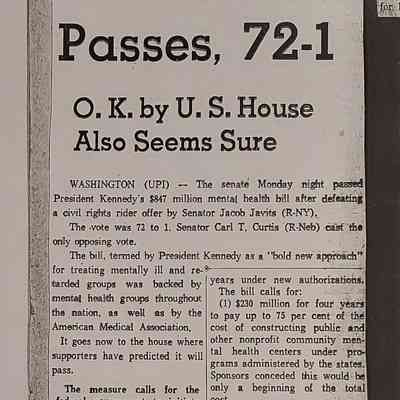 Passes, 72-1
O. K. by U. S. House
Also Seems Sure
WASHINGTON (UPI) -- The senate Monday night passed
President Kennedy's $847 million mental health bill after defeating
a civil rights rider offer by Senator Jacob Javits (R-NY).
The vote was 72 to 1. Senator Carl T. Curtis (R-Neb) cast the
only opposing vote.
The bill, termed by President Kennedy as a "bold new approach"
for treating mentally ill and re-
tarded groups was backed by
mental health groups throughout
the nation, as well as by the
American Medical Association.
It goes now to the house where
supporters have predicted it will
pass.
The measure calls for the
years under new authorizations.
The bill calls for:
(1) $230 million for four years
to pay up to 75 per cent of the
cost of constructing public and
other nonprofit community men-
tal health centers under pro-
grams administered by the states.
Sponsors conceded this would be
only a beginning of the total
cost
for